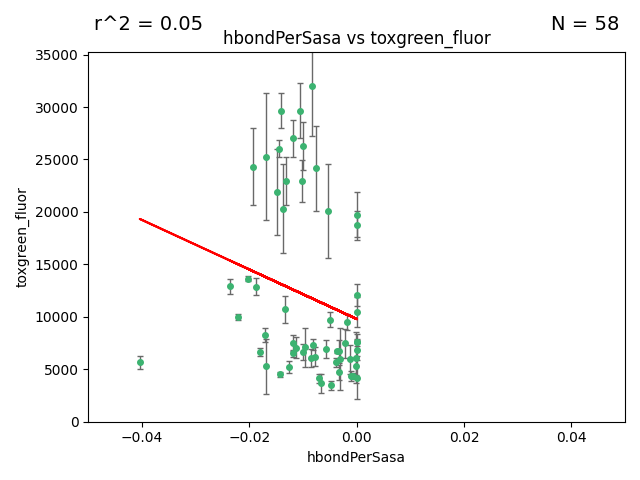 r^2 = 0.05
N = 58
hbondPerSasa vs toxgreen_fluor
toxgreen_fluor
35000
30000
25000
20000
15000
10000
5000
0
−0.04
−0.02
0.00
0.02
0.04
hbondPerSasa